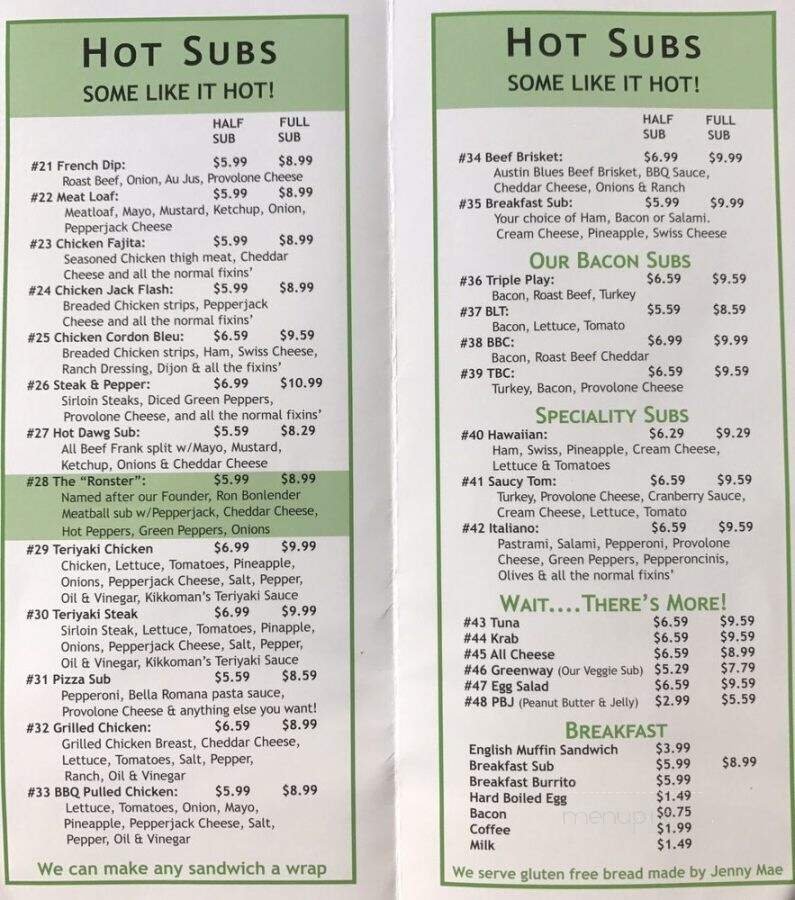 HOT SUBS
SOME LIKE IT HOT!
HALF FULL
SUB SUB
#21 French Dip: $5.99 $8.99
Roast Beef, Onion, Au Jus, Provolone Cheese
#22 Meat Loaf: $5.99 $8.99
Meatloaf, Mayo, Mustard, Ketchup, Onion,
Pepperjack Cheese
#23 Chicken Fajita: $5.99 $8.99
Seasoned Chicken thigh meat, Cheddar
Cheese and all the normal fixins’
#24 Chicken Jack Flash: $5.99 $8.99
Breaded Chicken strips, Pepperjack
Cheese and all the normal fixins’
#25 Chicken Cordon Bleu: $6.59 $9.59
Breaded Chicken strips, Ham, Swiss Cheese,
Ranch Dressing, Dijon & all the fixins’
#26 Steak & Pepper: $6.99 $10.99
Sirloin Steaks, Diced Green Peppers,
Provolone Cheese, and all the normal fixins’
#27 Hot Dawg Sub: $5.59 $8.29
All Beef Frank split w/Mayo, Mustard,
Ketchup, Onions & Cheddar Cheese
#28 The “Ronster”: $5.99 $8.99
Named after our Founder, Ron Bonlender
Meatball sub w/Pepperjack, Cheddar Cheese,
Hot Peppers, Green Peppers, Onions
#29 Teriyaki Chicken $6.99 $9.99
Chicken, Lettuce, Tomatoes, Pineapple,
Onions, Pepperjack Cheese, Salt, Pepper,
Oil & Vinegar, Kikkoman’s Teriyaki Sauce
#30 Teriyaki Steak $6.99 $9.99
Sirloin Steak, Lettuce, Tomatoes, Pinapple,
Onions, Pepperjack Cheese, Salt, Pepper,
Oil & Vinegar, Kikkoman’s Teriyaki Sauce
#31 Pizza Sub $5.59 $8.59
Pepperoni, Bella Romana pasta sauce,
Provolone Cheese & anything else you want!
#32 Grilled Chicken: $6.59 $8.99
Grilled Chicken Breast, Cheddar Cheese,
Lettuce, Tomatoes, Salt, Pepper,
Ranch, Oil & Vinegar
#33 BBQ Pulled Chicken: $5.99 $8.99
Lettuce, Tomatoes, Onion, Mayo,
Pineapple, Pepperjack Cheese, Salt,
Pepper, Oil & Vinegar
We can make any sandwich a wrap
HOT SUBS
SOME LIKE IT HOT!
HALF FULL
SUB SUB
#34 Beef Brisket: $6.99 $9.99
Austin Blues Beef Brisket, BBQ Sauce,
Cheddar Cheese, Onions & Ranch
#35 Breakfast Sub: $5.99 $9.99
Your choice of Ham, Bacon or Salami.
Cream Cheese, Pineapple, Swiss Cheese
OUR BACON SUBS
#36 Triple Play: $6.59 $9.59
Bacon, Roast Beef, Turkey
#37 BLT: $5.59 $8.59
Bacon, Lettuce, Tomato
#38 BBC: $6.99 $9.99
Bacon, Roast Beef Cheddar
#39 TBC: $6.59 $9.59
Turkey, Bacon, Provolone Cheese
SPECIALITY SUBS
#40 Hawaiian: $6.29 $9.29
Ham, Swiss, Pineapple, Cream Cheese,
Lettuce & Tomatoes
#41 Saucy Tom: $6.59 $9.59
Turkey, Provolone Cheese, Cranberry Sauce,
Cream Cheese, Lettuce, Tomato
#42 Italiano: $6.59 $9.59
Pastrami, Salami, Pepperoni, Provolone
Cheese, Green Peppers, Pepperoncinis,
Olives & all the normal fixins’
WAIT....THERE’S MORE!
#43 Tuna $6.59 $9.59
#44 Krab $6.59 $9.59
#45 All Cheese $6.59 $8.99
#46 Greenway (Our Veggie Sub) $5.29 $7.79
#47 Egg Salad $6.59 $9.59
#48 PBJ (Peanut Butter & Jelly) $2.99 $5.59
BREAKFAST
English Muffin Sandwich $3.99
Breakfast Sub $5.99 $8.99
Breakfast Burrito $5.99
Hard Boiled Egg $1.49
Bacon $0.75
Coffee $1.99
Milk $1.49
We serve gluten free bread made by Jenny Mae